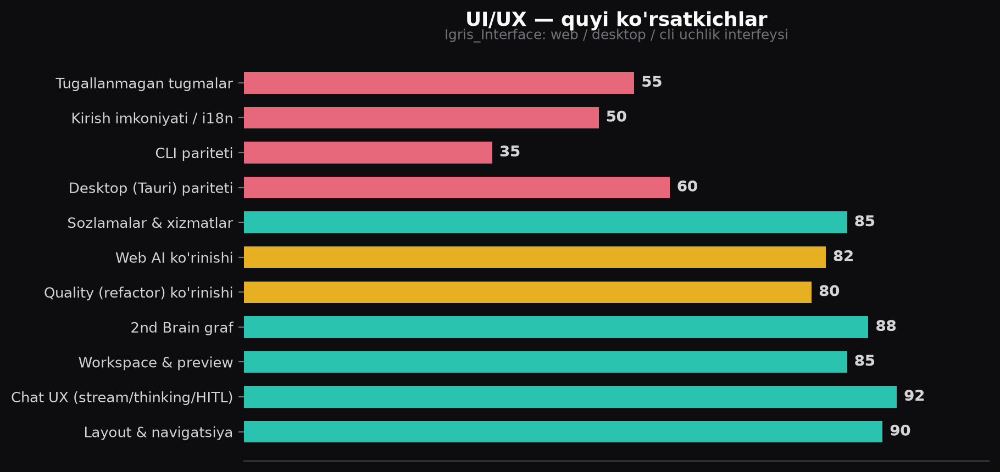 UI/UX — quyi ko'rsatkichlar
Igris_Interface: web / desktop / cli uchlik interfeysi
Tugallanmagan tugmalar 55
Kirish imkoniyati / i18n 50
CLI pariteti 35
Desktop (Tauri) pariteti 60
Sozlamalar & xizmatlar 85
Web AI ko'rinishi 82
Quality (refactor) ko'rinishi 80
2nd Brain graf 88
Workspace & preview 85
Chat UX (stream/thinking/HITL) 92
Layout & navigatsiya 90